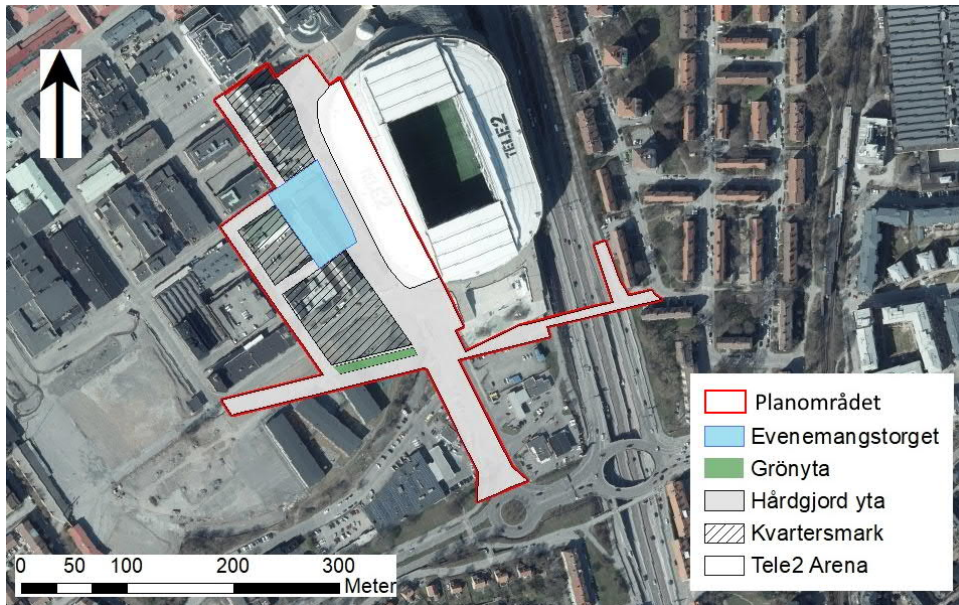 TELE2
Planområdet
Evenemangstorget
Grönyta
Hårdgjord yta
Kvartersmark
Tele2 Arena
0 50 100 200 300
Meter